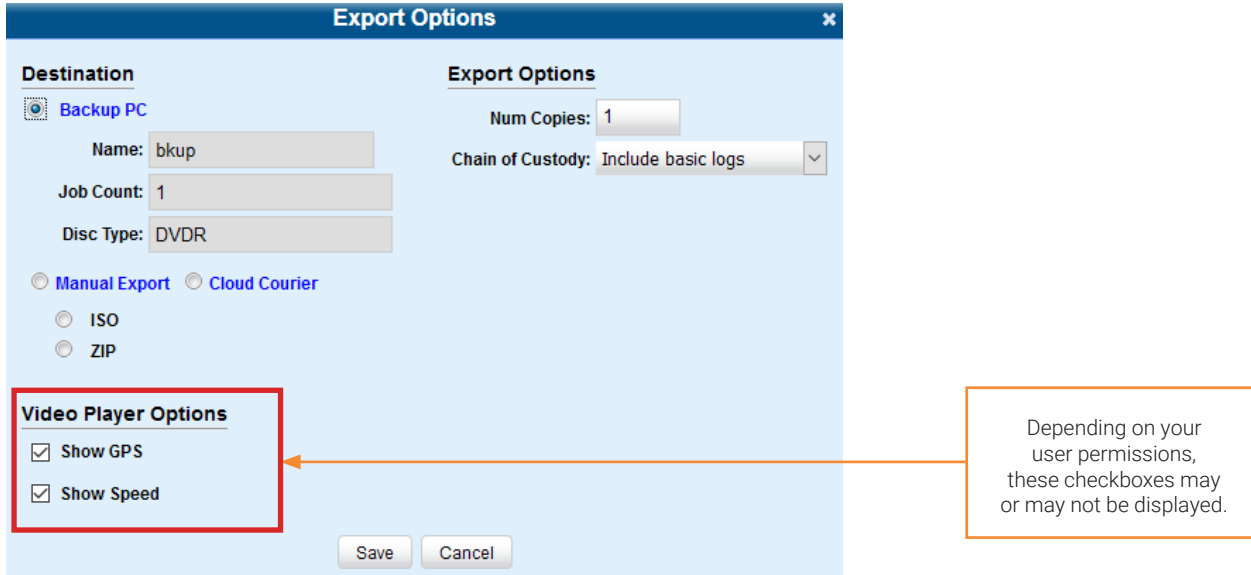 Export Options
Destination
Backup PC
Name: bkup
Job Count: 1
Disc Type: DVDR
Manual Export Cloud Courier
ISO
ZIP
Export Options
Num Copies: 1
Chain of Custody: Include basic logs
Video Player Options
Show GPS
Show Speed
Save Cancel
Depending on your
user permissions,
these checkboxes may
or may not be displayed.